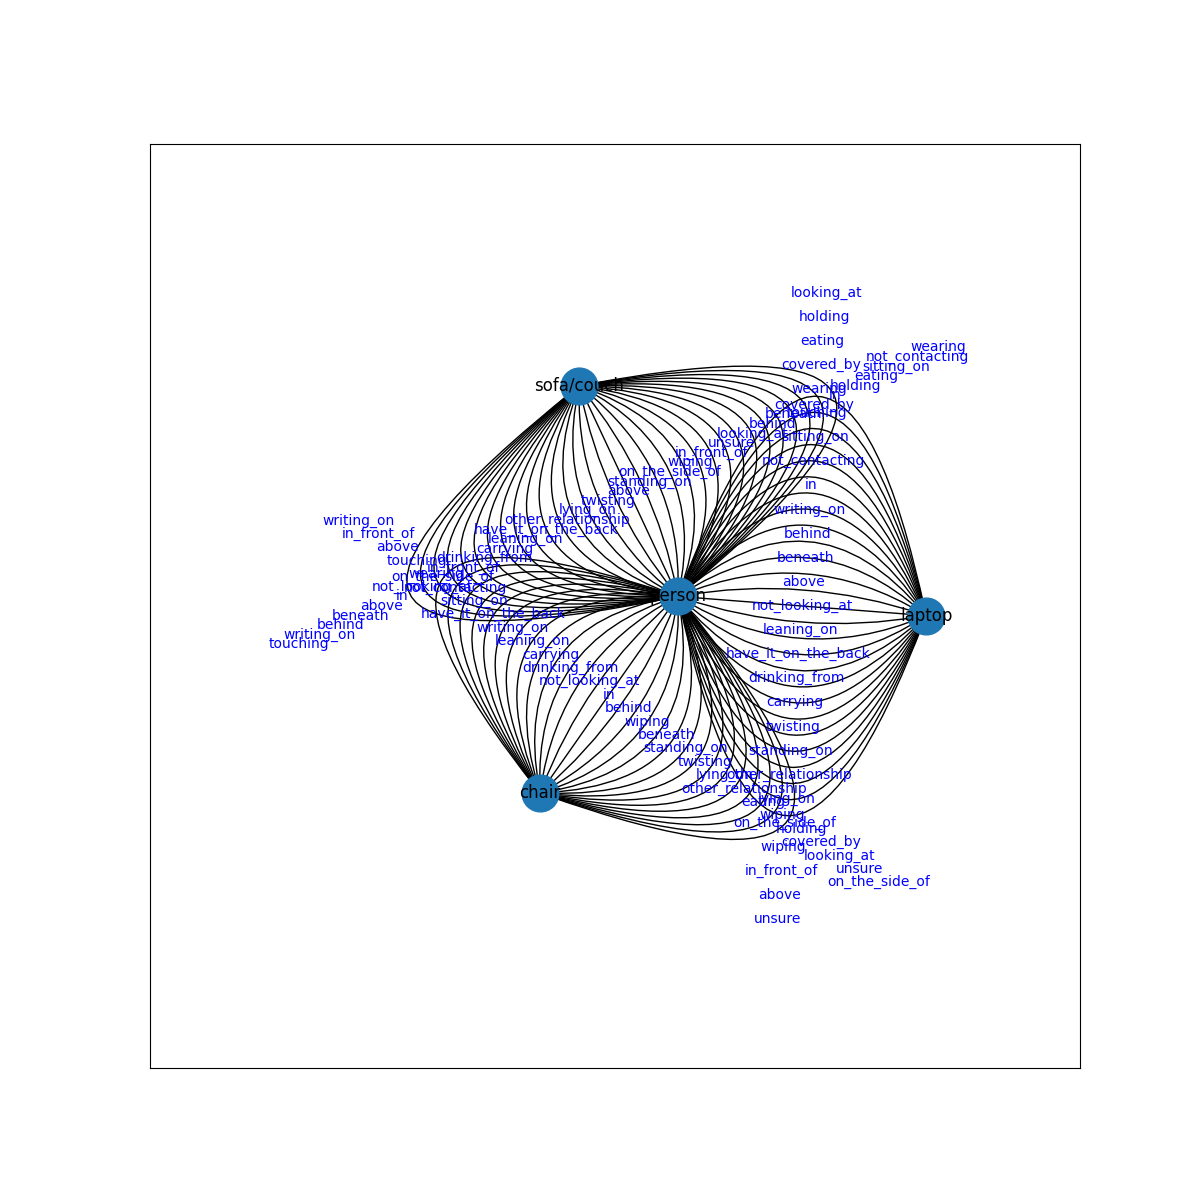 looking_at
holding
eating
wearing
not_contacting
covered_by
sitting_on
eating
holding
wearing
sofa/couch
covered_by
behind
looking_at
sitting_on
unsure
in_front_of
wiping
not_contacting
on_the_side_of
standing_on
in
above
twisting
lying_on
writing_on
other_relationship
writing_on
have_it_on_the_back
in_front_of
behind
leaning_on
above
carrying
drinking_from
beneath
touching
in_front_of
wearing
on_the_side_of
above
not_contacting
in
person
sitting_on
above
not_looking_at
beneath
have_it_on_the_back
laptop
behind
writing_on
leaning_on
writing_on
leaning_on
touching
carrying
have_it_on_the_back
drinking_from
drinking_from
not_looking_at
in
carrying
behind
wiping
twisting
beneath
standing_on
standing_on
twisting
lying_on
other_relationship
other_relationship
chair
lying_on
eating
wiping
on_the_side_of
holding
covered_by
wiping
looking_at
in_front_of
unsure
on_the_side_of
above
unsure